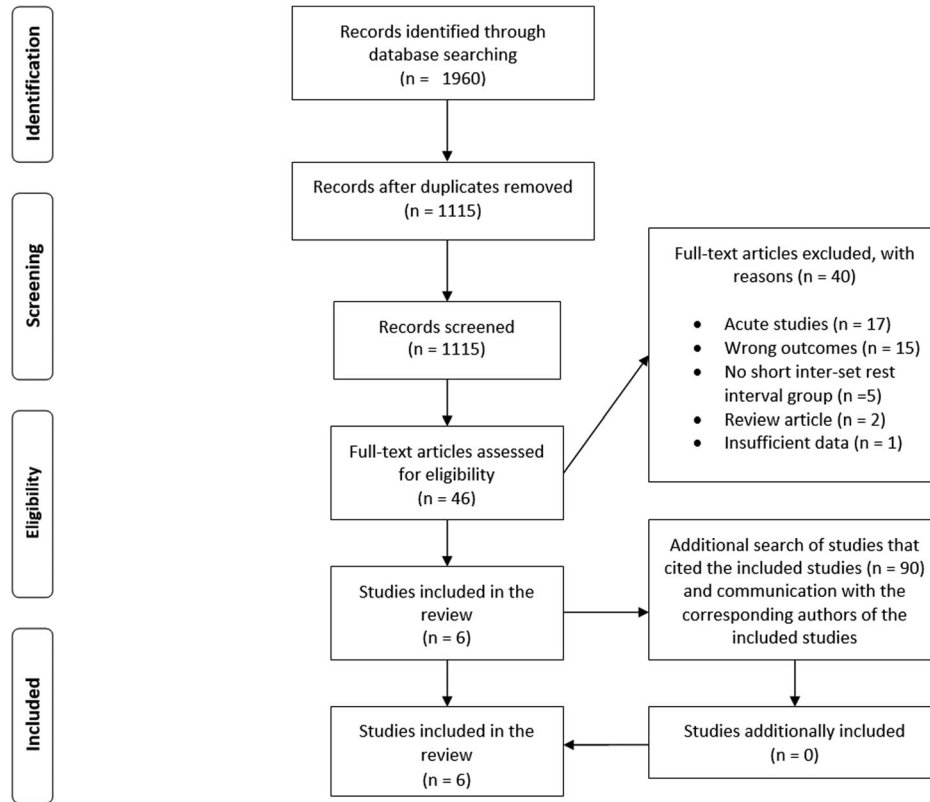 Identification
Records identified through
database searching
(n =   1960)
Records after duplicates removed
(n = 1115)
Screening
Records screened
(n = 1115)
Full-text articles excluded, with
reasons (n = 40)
• Acute studies (n = 17)
• Wrong outcomes (n = 15)
• No short inter-set rest
interval group (n =5)
• Review article (n = 2)
• Insufficient data (n = 1)
Eligibility
Full-text articles assessed
for eligibility
(n = 46)
Studies included in the
review
(n = 6)
Additional search of studies that
cited the included studies (n = 90)
and communication with the
corresponding authors of the
included studies
Included
Studies included in the
review
(n = 6)
Studies additionally included
(n = 0)